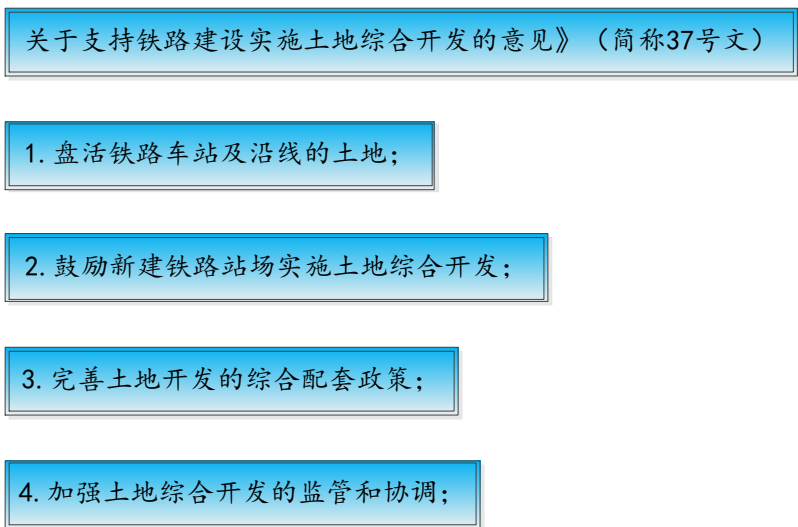 关于支持铁路建设实施土地综合开发的意见》（简称37号文）
1.盘活铁路车站及沿线的土地；
2.鼓励新建铁路站场实施土地综合开发；
3.完善土地开发的综合配套政策；
4.加强土地综合开发的监管和协调；